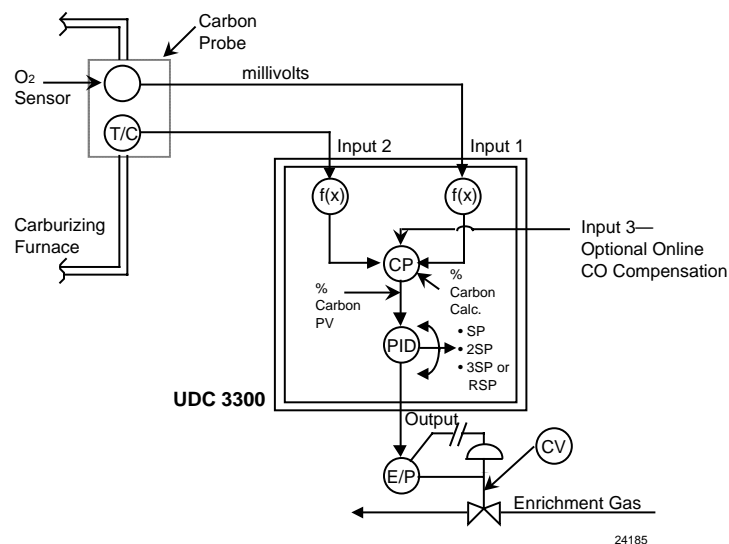 Carbon
Probe
O2
Sensor
millivolts
T/C
Input 2
Input 1
f(x)
f(x)
Carburizing
Furnace
Input 3—
Optional Online
CO Compensation
CP
%
Carbon
PV
%
Carbon
Calc.
PID
• SP
• 2SP
• 3SP or
RSP
UDC 3300
Output
CV
E/P
Enrichment Gas
24185